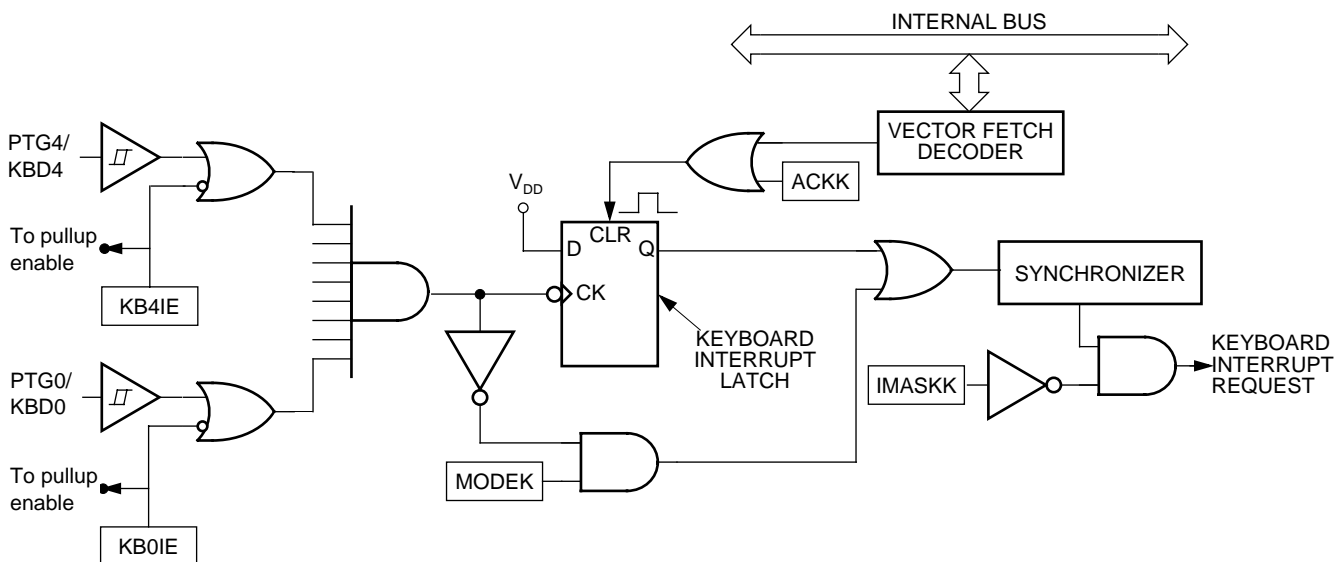 INTERNAL BUS
VECTOR FETCH
DECODER
ACKK
PTG4/
KBD4
To pullup
enable
KB4IE
VDD
CLR
D
Q
CK
KEYBOARD
INTERRUPT
LATCH
SYNCHRONIZER
IMASKK
KEYBOARD
INTERRUPT
REQUEST
PTG0/
KBD0
To pullup
enable
KB0IE
MODEK